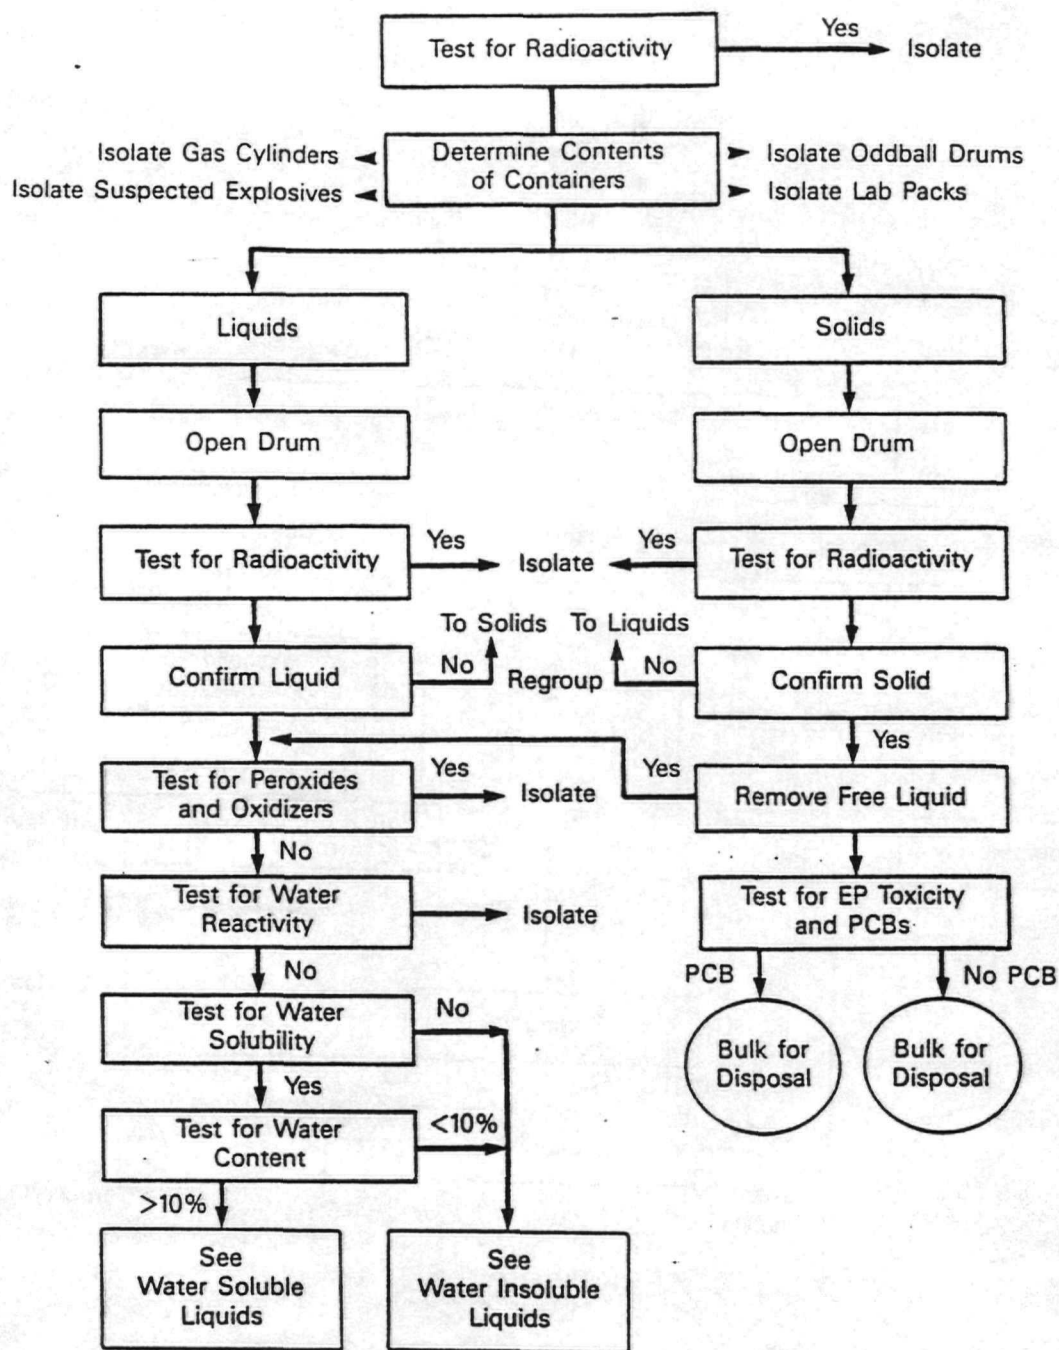 Test for Radioactivity
Yes
Isolate
Isolate Gas Cylinders
Isolate Suspected Explosives
Determine Contents
of Containers
Isolate Oddball Drums
Isolate Lab Packs
Liquids
Solids
Open Drum
Open Drum
Test for Radioactivity
Yes
Isolate
Yes
Test for Radioactivity
To Solids
To Liquids
Confirm Liquid
No
Regroup
No
Confirm Solid
Yes
Test for Peroxides
and Oxidizers
Yes
Isolate
Yes
Remove Free Liquid
No
Test for Water
Reactivity
Isolate
Test for EP Toxicity
and PCBs
No
PCB
No PCB
Test for Water
Solubility
No
Bulk for
Disposal
Bulk for
Disposal
Yes
Test for Water
Content
<10%
>10%
See
Water Soluble
Liquids
See
Water Insoluble
Liquids